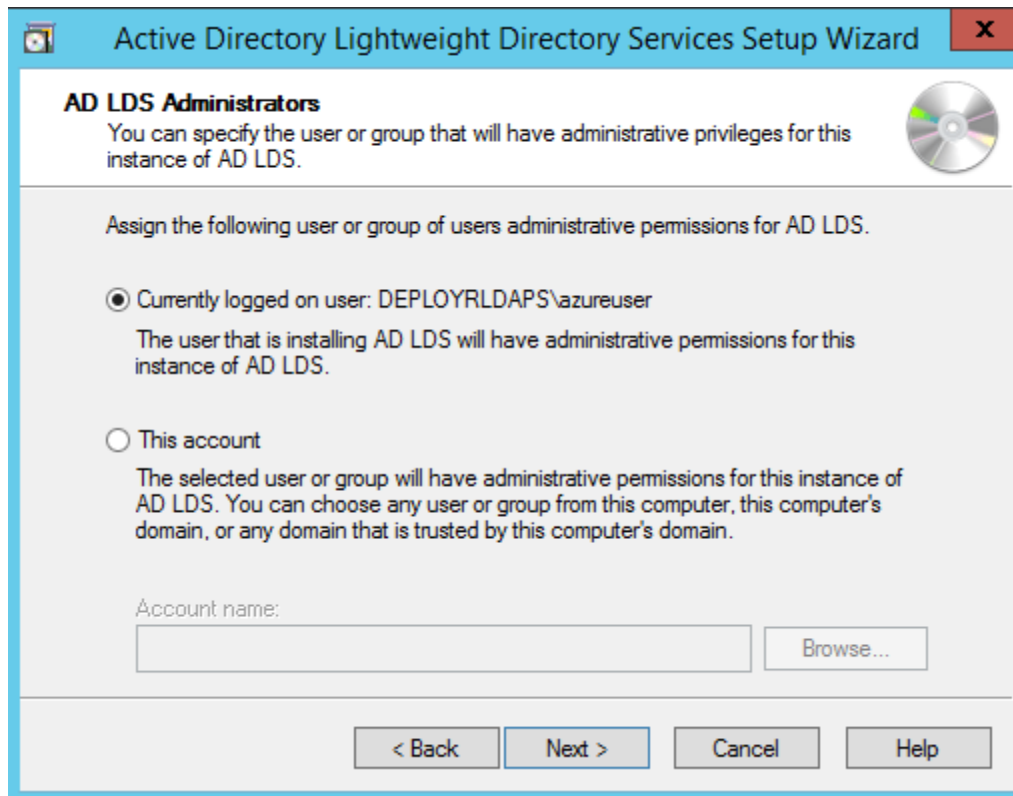 Active Directory Lightweight Directory Services Setup Wizard
x
AD LDS Administrators
You can specify the user or group that will have administrative privileges for this
instance of AD LDS.
Assign the following user or group of users administrative permissions for AD LDS.
Currently logged on user: DEPLOYRLDAPS\azureuser
The user that is installing AD LDS will have administrative permissions for this
instance of AD LDS.
This account
The selected user or group will have administrative permissions for this instance of
AD LDS. You can choose any user or group from this computer, this computer's
domain, or any domain that is trusted by this computer's domain.
Account name:
Browse...
< Back Next > Cancel Help